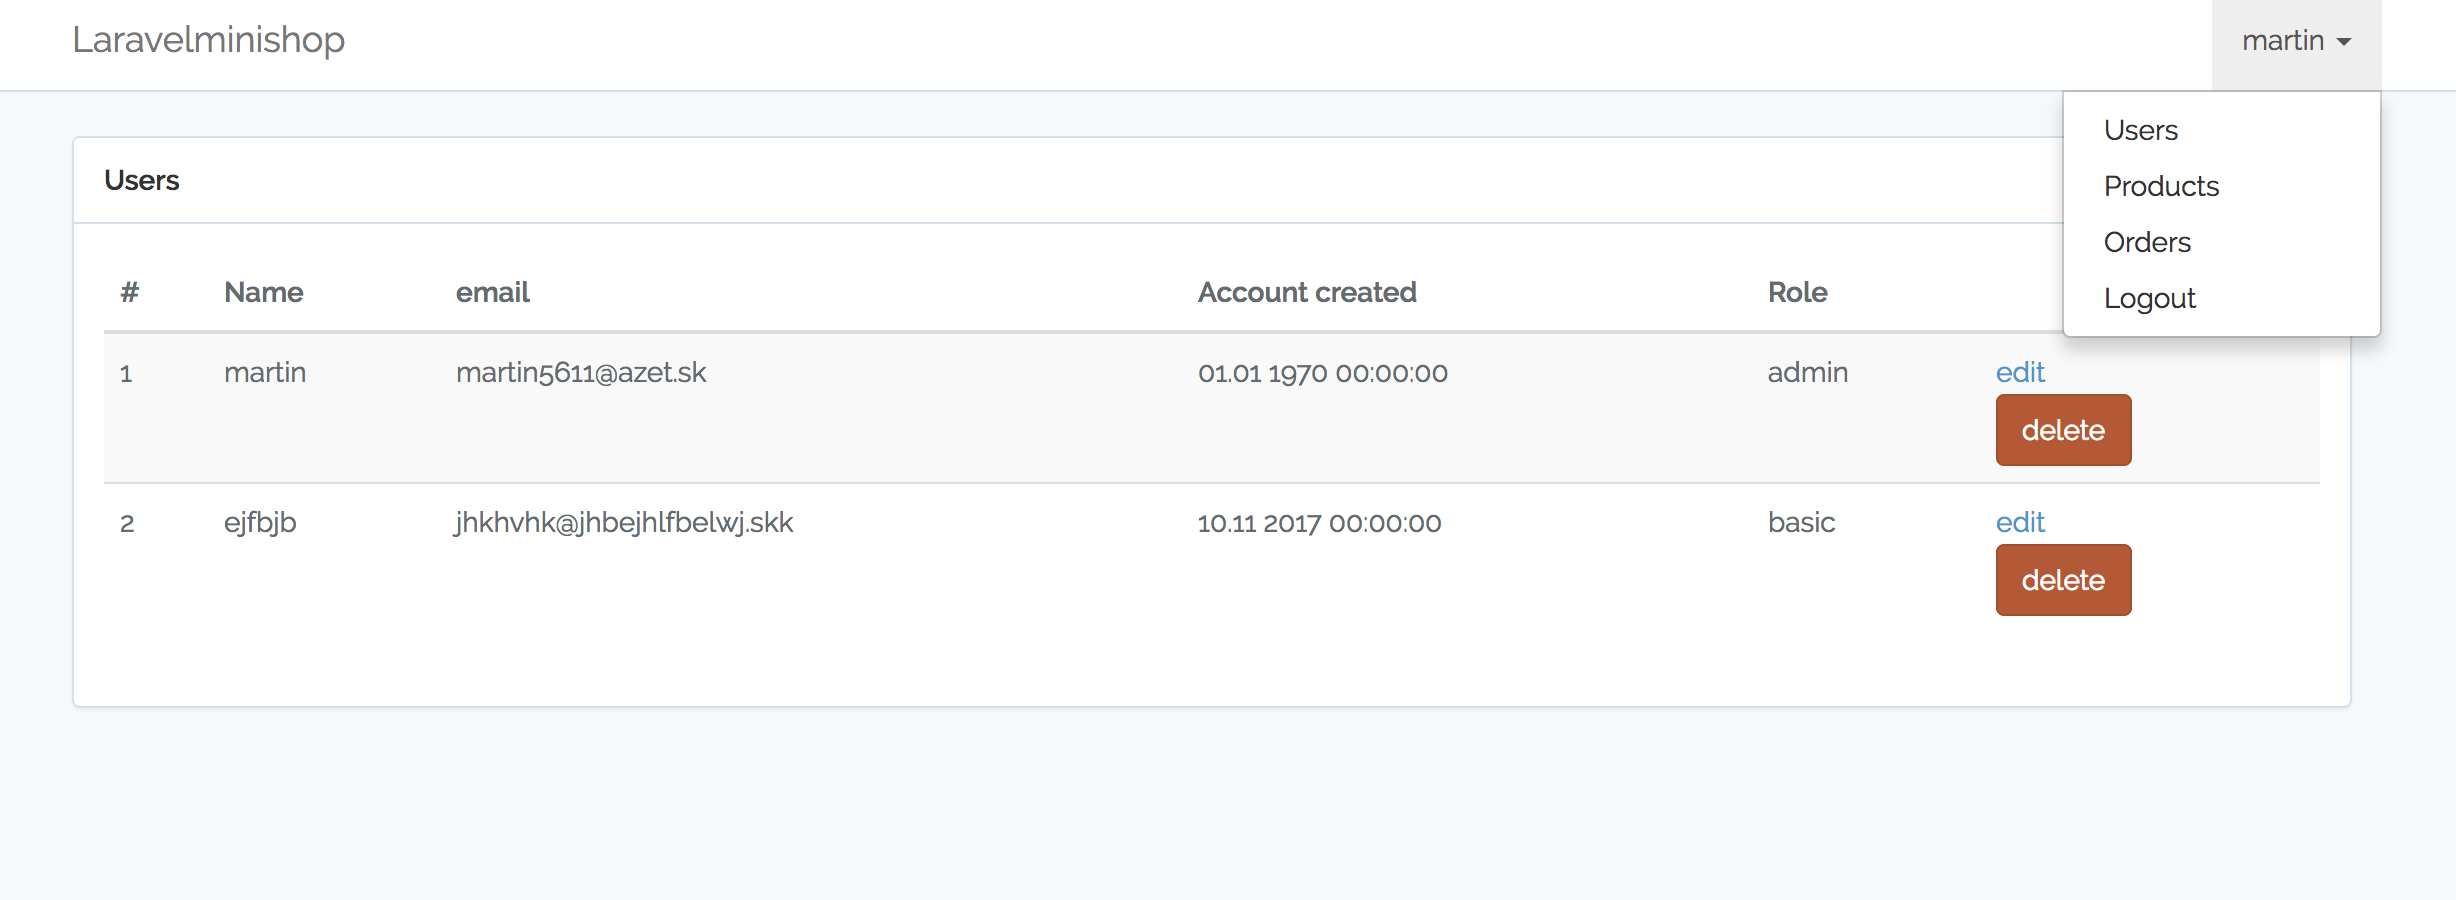 Laravelminishop
martin
Users
Products
Orders
Logout
Users
# Name email Account created Role
1 martin martin5611@azet.sk 01.01 1970 00:00:00 admin edit
delete
2 ejfbjb jhkhvhk@jhbejhlfbelwj.skk 10.11 2017 00:00:00 basic edit
delete